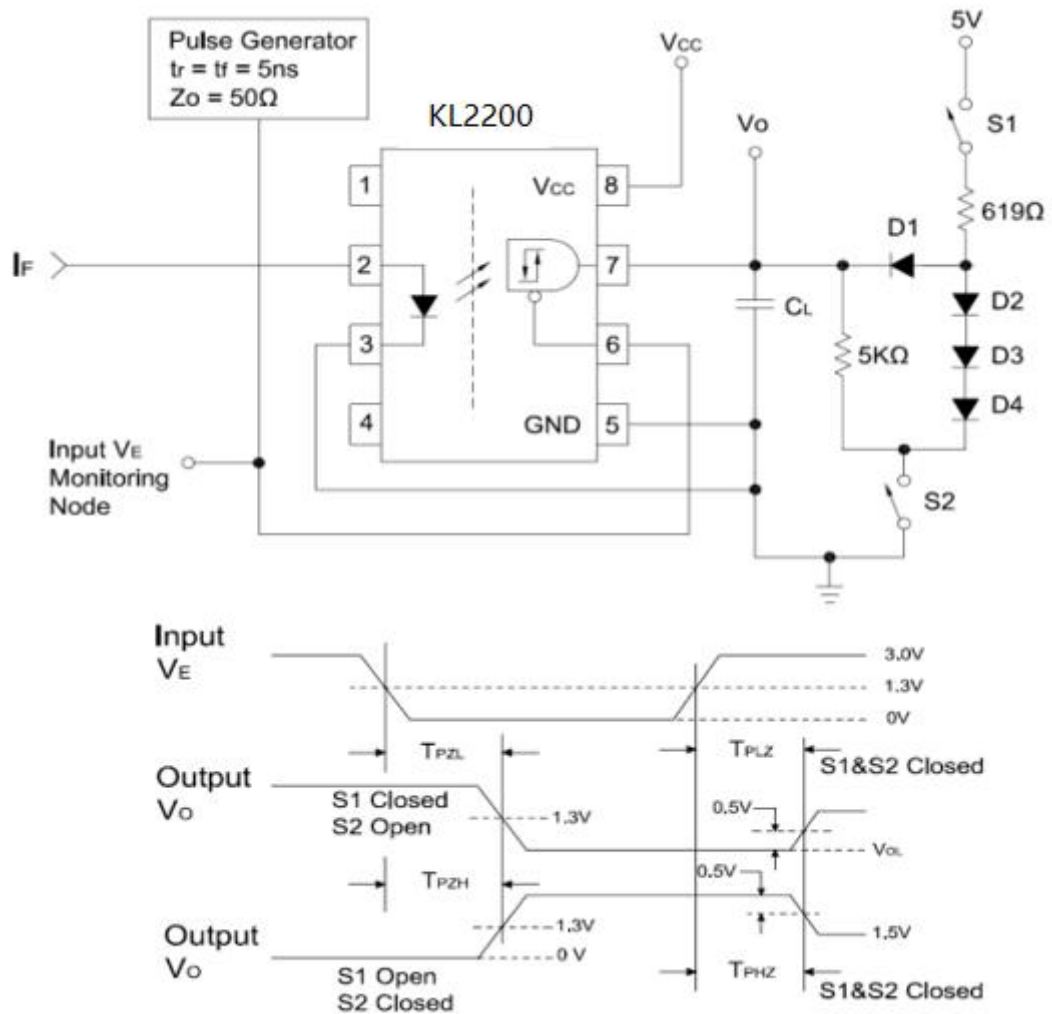 Pulse Generator
tr = tf = 5ns
Zo = 50Ω
KL2200
VCC
5V
S1
VO
619Ω
D1
1
VCC
8
IF
2
7
CL
D2
3
6
5KΩ
D3
4
GND
5
D4
Input VE
Monitoring
Node
S2
Input
VE
3.0V
1.3V
0V
TPZL
TPLZ
S1&S2 Closed
Output
VO
S1 Closed
S2 Open
1.3V
0.5V
VOL
TPZH
0.5V
Output
VO
1.3V
0 V
1.5V
S1 Open
S2 Closed
TPHZ
S1&S2 Closed